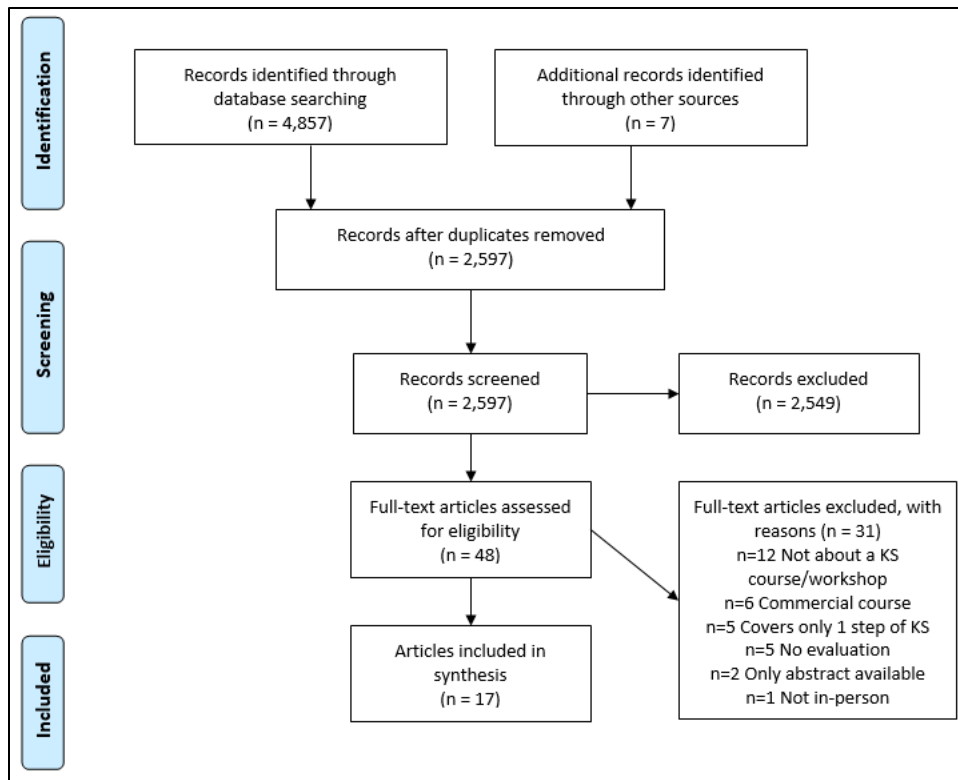 Identification
Records identified through
database searching
(n = 4,857)
Additional records identified
through other sources
(n = 7)
Records after duplicates removed
(n = 2,597)
Screening
Records screened
(n = 2,597)
Records excluded
(n = 2,549)
Eligibility
Full-text articles assessed
for eligibility
(n = 48)
Full-text articles excluded, with
reasons (n = 31)
n=12 Not about a KS
course/workshop
n=6 Commercial course
n=5 Covers only 1 step of KS
n=5 No evaluation
n=2 Only abstract available
n=1 Not in-person
Included
Articles included in
synthesis
(n = 17)